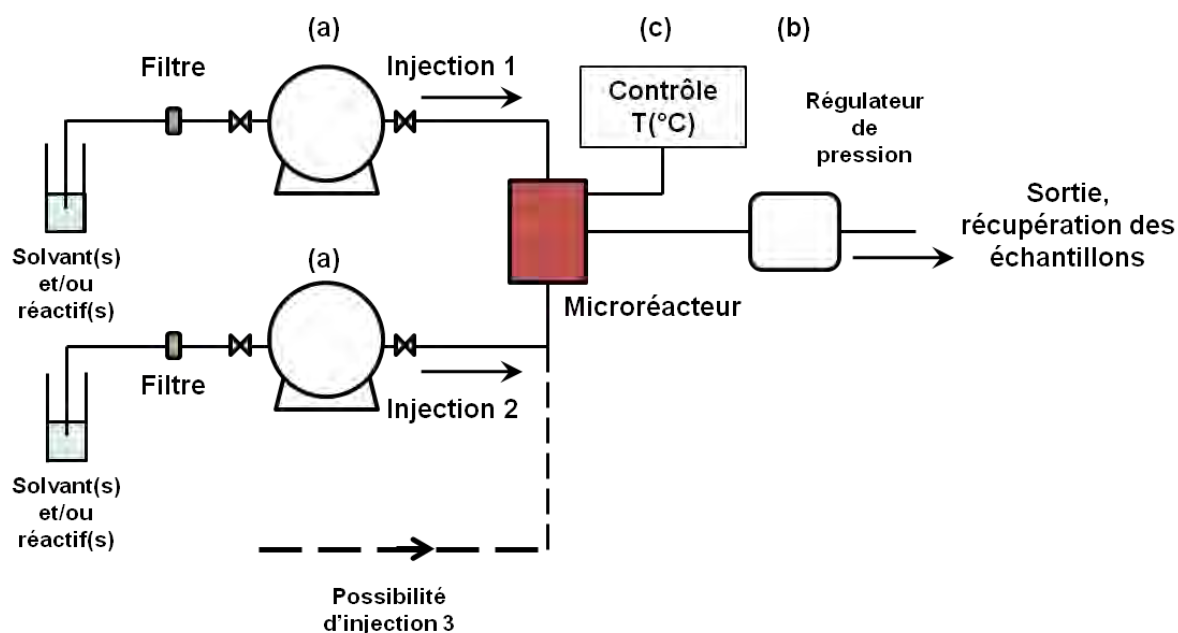 (a)
(c)
(b)
Filtre
Injection 1
Contrôle
T(°C)
Régulateur
de
pression
Solvant(s)
et/ou
réactif(s)
(a)
Microréacteur
Sortie,
récupération des
échantillons
Filtre
Injection 2
Solvant(s)
et/ou
réactif(s)
Possibilité
d'injection 3